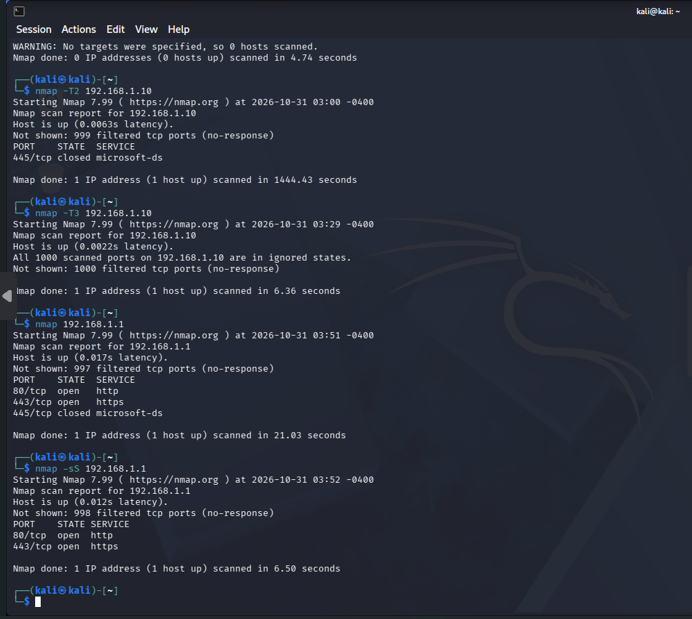 kali@kali: ~
Session Actions Edit View Help
WARNING: No targets were specified, so 0 hosts scanned.
Nmap done: 0 IP addresses (0 hosts up) scanned in 4.74 seconds
┌──(kali㉿kali)-[~]
└─$ nmap -T2 192.168.1.10
Starting Nmap 7.99 ( https://nmap.org ) at 2026-10-31 03:00 -0400
Nmap scan report for 192.168.1.10
Host is up (0.0063s latency).
Not shown: 999 filtered tcp ports (no-response)
PORT    STATE  SERVICE
445/tcp closed microsoft-ds
Nmap done: 1 IP address (1 host up) scanned in 1444.43 seconds
┌──(kali㉿kali)-[~]
└─$ nmap -T3 192.168.1.10
Starting Nmap 7.99 ( https://nmap.org ) at 2026-10-31 03:29 -0400
Nmap scan report for 192.168.1.10
Host is up (0.0022s latency).
All 1000 scanned ports on 192.168.1.10 are in ignored states.
Not shown: 1000 filtered tcp ports (no-response)
map done: 1 IP address (1 host up) scanned in 6.36 seconds
┌──(kali㉿kali)-[~]
└─$ nmap 192.168.1.1
Starting Nmap 7.99 ( https://nmap.org ) at 2026-10-31 03:51 -0400
Nmap scan report for 192.168.1.1
Host is up (0.017s latency).
Not shown: 997 filtered tcp ports (no-response)
PORT    STATE  SERVICE
80/tcp  open   http
443/tcp open   https
445/tcp closed microsoft-ds
Nmap done: 1 IP address (1 host up) scanned in 21.03 seconds
┌──(kali㉿kali)-[~]
└─$ nmap -sS 192.168.1.1
Starting Nmap 7.99 ( https://nmap.org ) at 2026-10-31 03:52 -0400
Nmap scan report for 192.168.1.1
Host is up (0.012s latency).
Not shown: 998 filtered tcp ports (no-response)
PORT    STATE SERVICE
80/tcp  open  http
443/tcp open  https
Nmap done: 1 IP address (1 host up) scanned in 6.50 seconds
┌──(kali㉿kali)-[~]
└─$